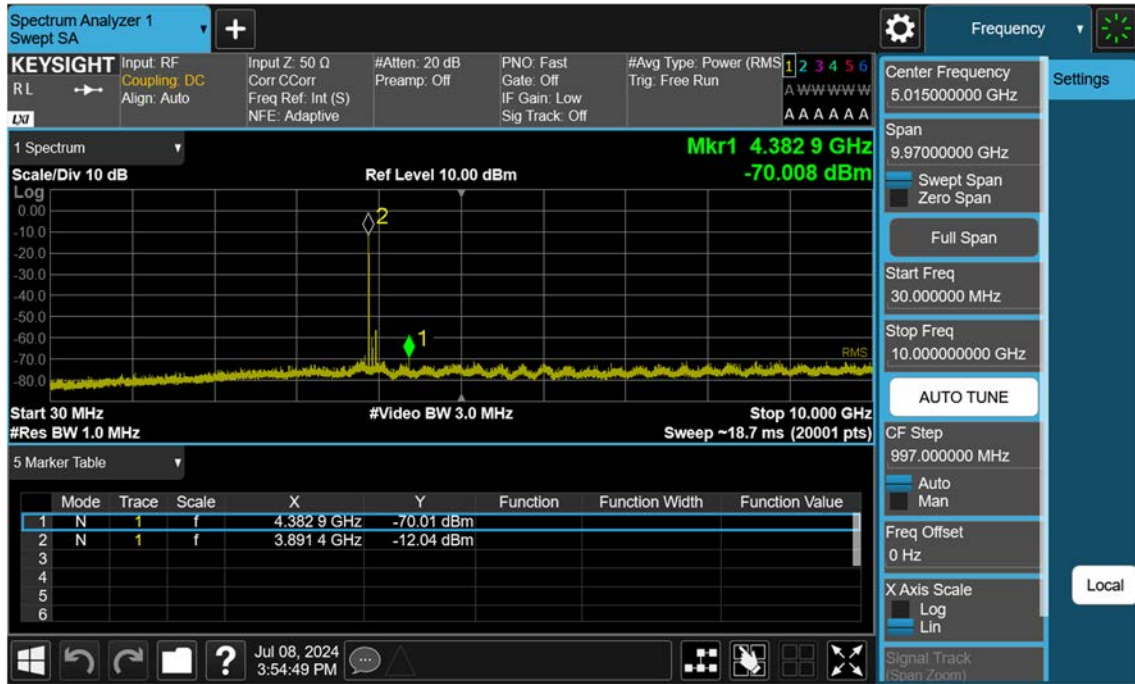 Spectrum Analyzer 1
Swept SA
+
Frequency
KEYSIGHT
RL
LXI
Input: RF
Coupling: DC
Align: Auto
Input Z: 50 Ω
Corr CCorr
Freq Ref: Int (S)
NFE: Adaptive
#Atten: 20 dB
Preamp: Off
PNO: Fast
Gate: Off
IF Gain: Low
Sig Track: Off
#Avg Type: Power (RMS
Trig: Free Run
1 2 3 4 5 6
A W W W W W
A A A A A A
1 Spectrum
Scale/Div 10 dB
Ref Level 10.00 dBm
Mkr1 4.382 9 GHz
-70.008 dBm
Log
0.00
-10.0
-20.0
-30.0
-40.0
-50.0
-60.0
-70.0
-80.0
2
1
RMS
Start 30 MHz
#Video BW 3.0 MHz
Stop 10.000 GHz
#Res BW 1.0 MHz
Sweep ~18.7 ms (20001 pts)
5 Marker Table
Mode Trace Scale X Y Function Function Width Function Value
1 N 1 f 4.382 9 GHz -70.01 dBm
2 N 1 f 3.891 4 GHz -12.04 dBm
3
4
5
6
?
Jul 08, 2024
3:54:49 PM
Center Frequency
5.015000000 GHz
Span
9.97000000 GHz
Swept Span
Zero Span
Full Span
Start Freq
30.000000 MHz
Stop Freq
10.000000000 GHz
AUTO TUNE
CF Step
997.000000 MHz
Auto
Man
Freq Offset
0 Hz
X Axis Scale
Log
Lin
Signal Track
(Span Zoom)
Settings
Local